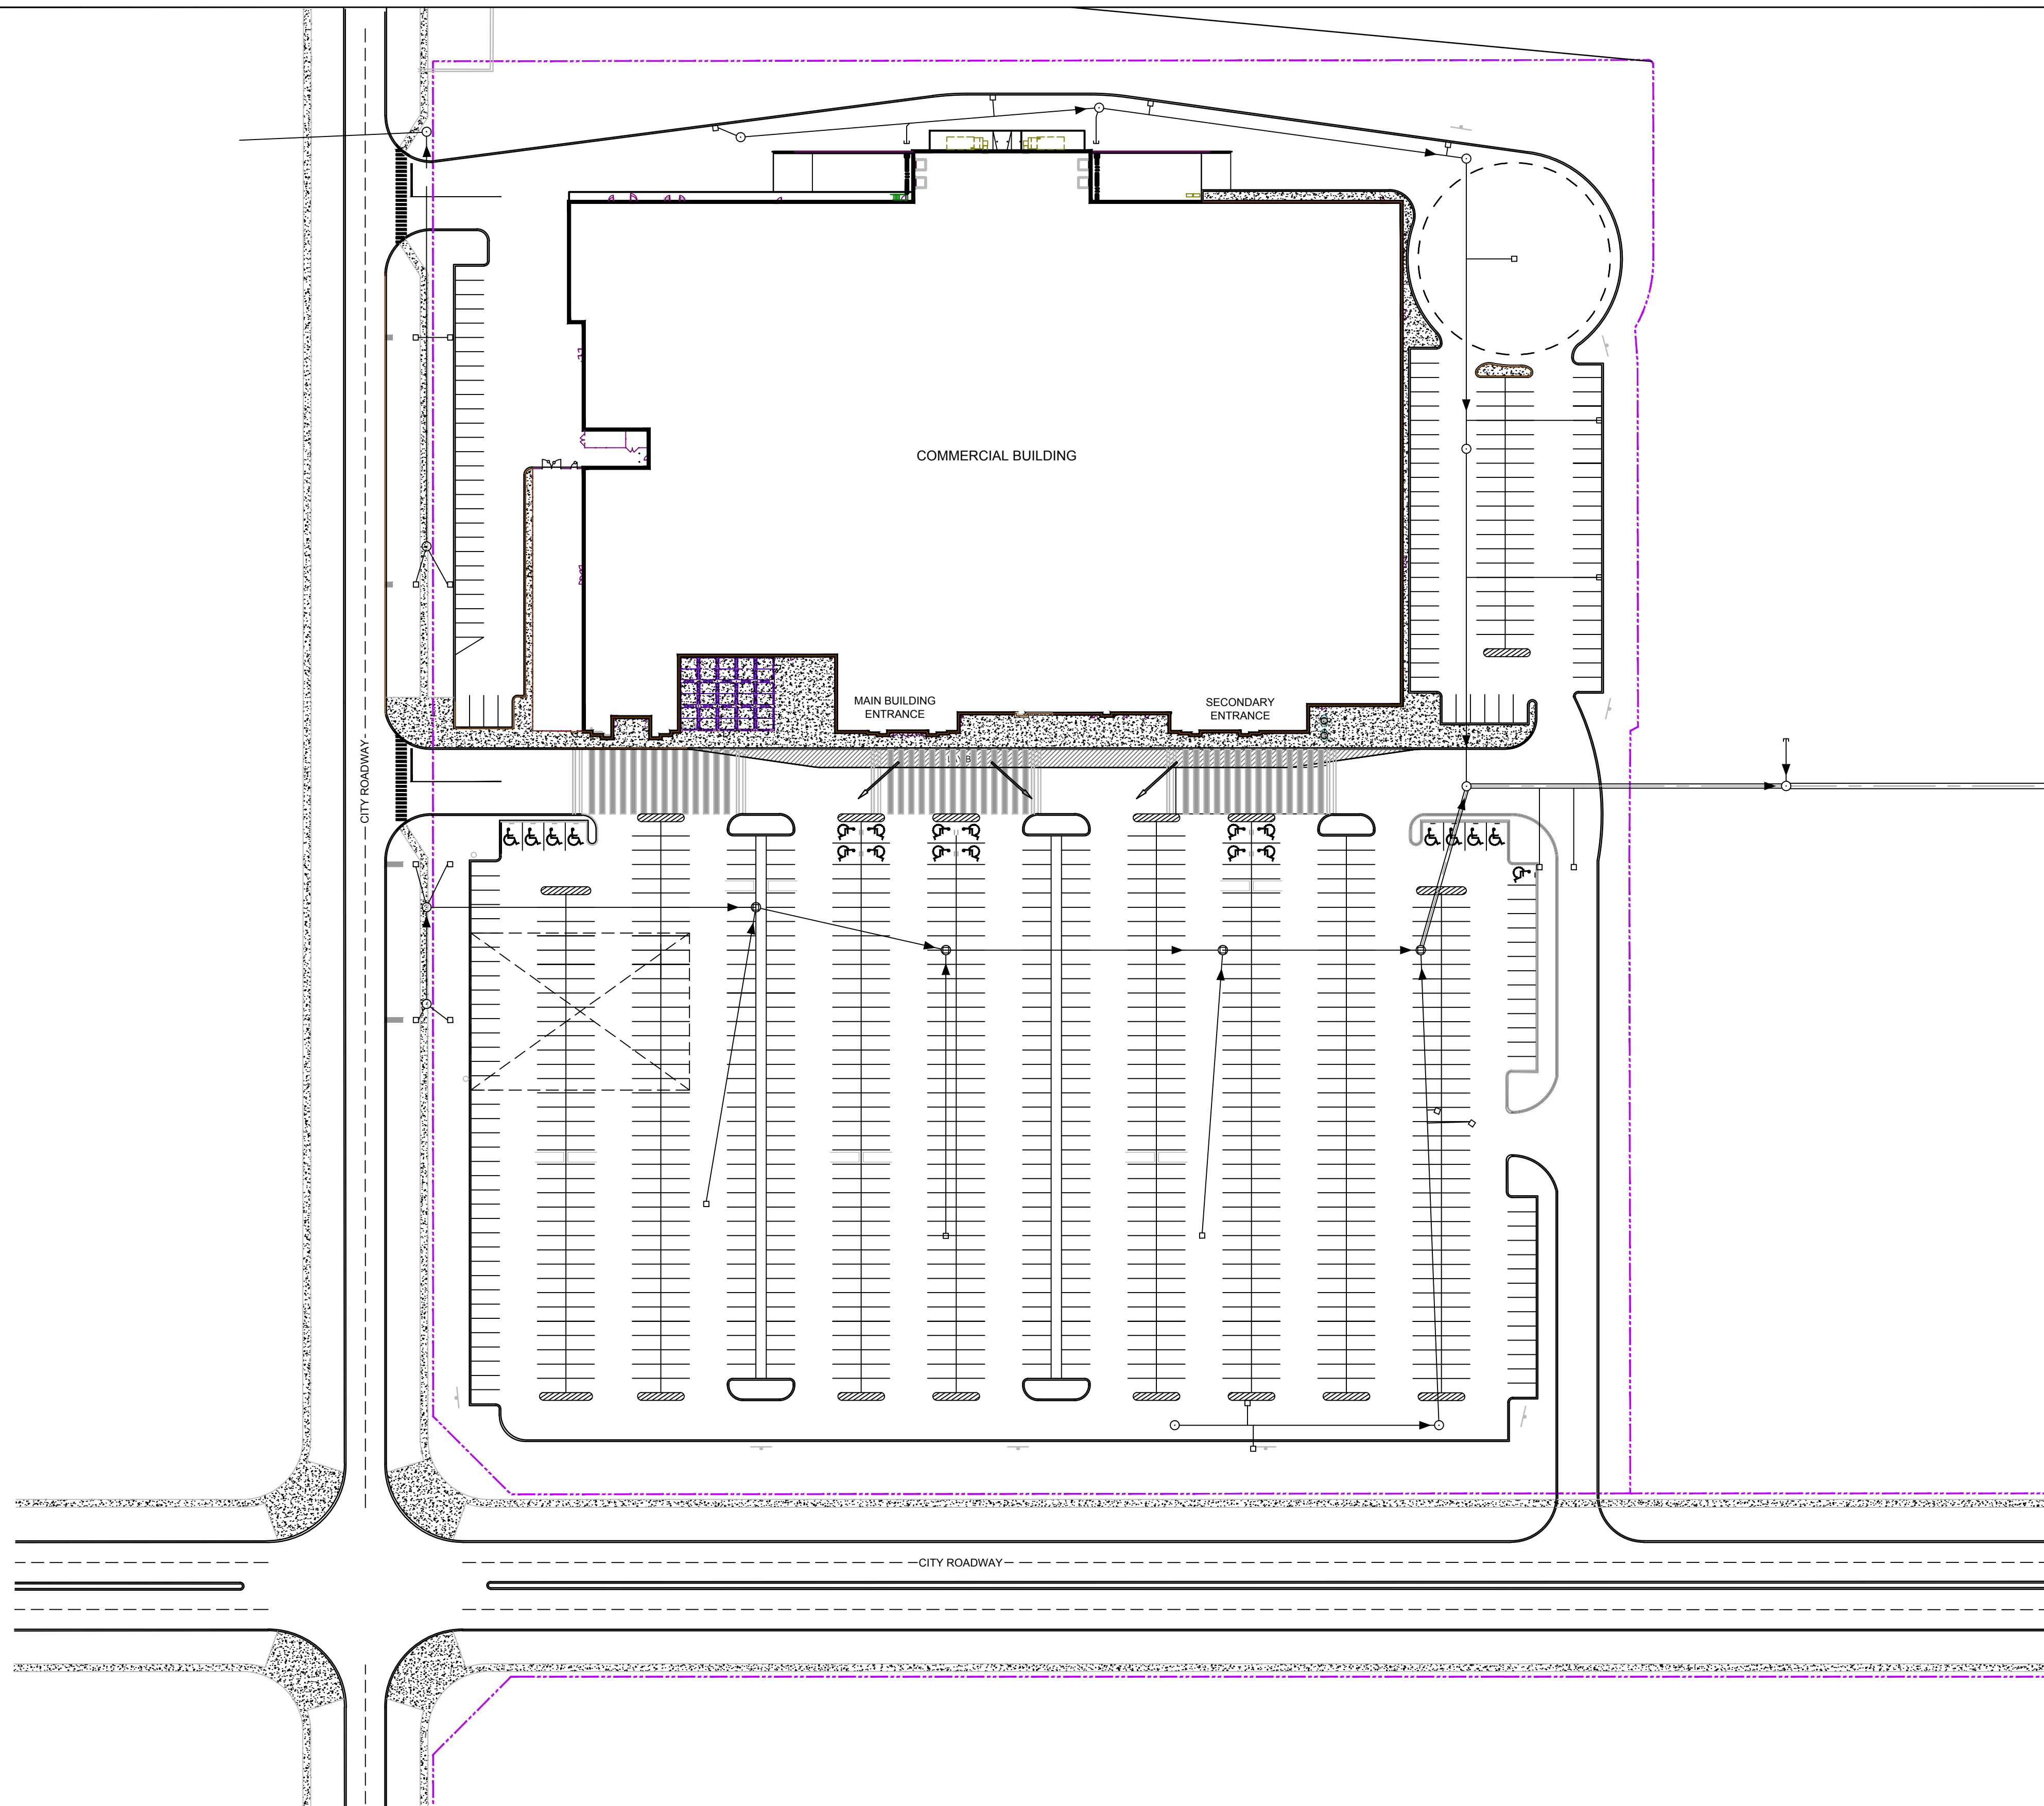 COMMERCIAL BUILDING
MAIN BUILDING
ENTRANCE
SECONDARY
ENTRANCE
CITY ROADWAY
CITY ROADWAY